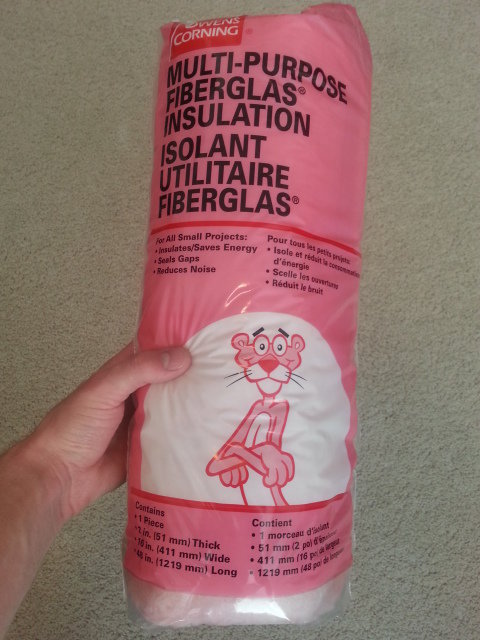 OWENS
CORNING
MULTI-PURPOSE
FIBERGLAS®
INSULATION
ISOLANT
UTILITAIRE
FIBERGLAS®
For All Small Projects:
• Insulates/Saves Energy
• Seals Gaps
• Reduces Noise
Pour tous les petits projets:
• Isole et réduit la consommation
d'énergie
• Scelle les ouvertures
• Réduit le bruit
Contains
• 1 Piece
• 2 in. (51 mm) Thick
• 16 in. (411 mm) Wide
• 48 in. (1219 mm) Long
Contient
• 1 morceau d'isolant
• 51 mm (2 po) d'épaisseur
• 411 mm (16 po) de largeur
• 1219 mm (48 po) de longueur